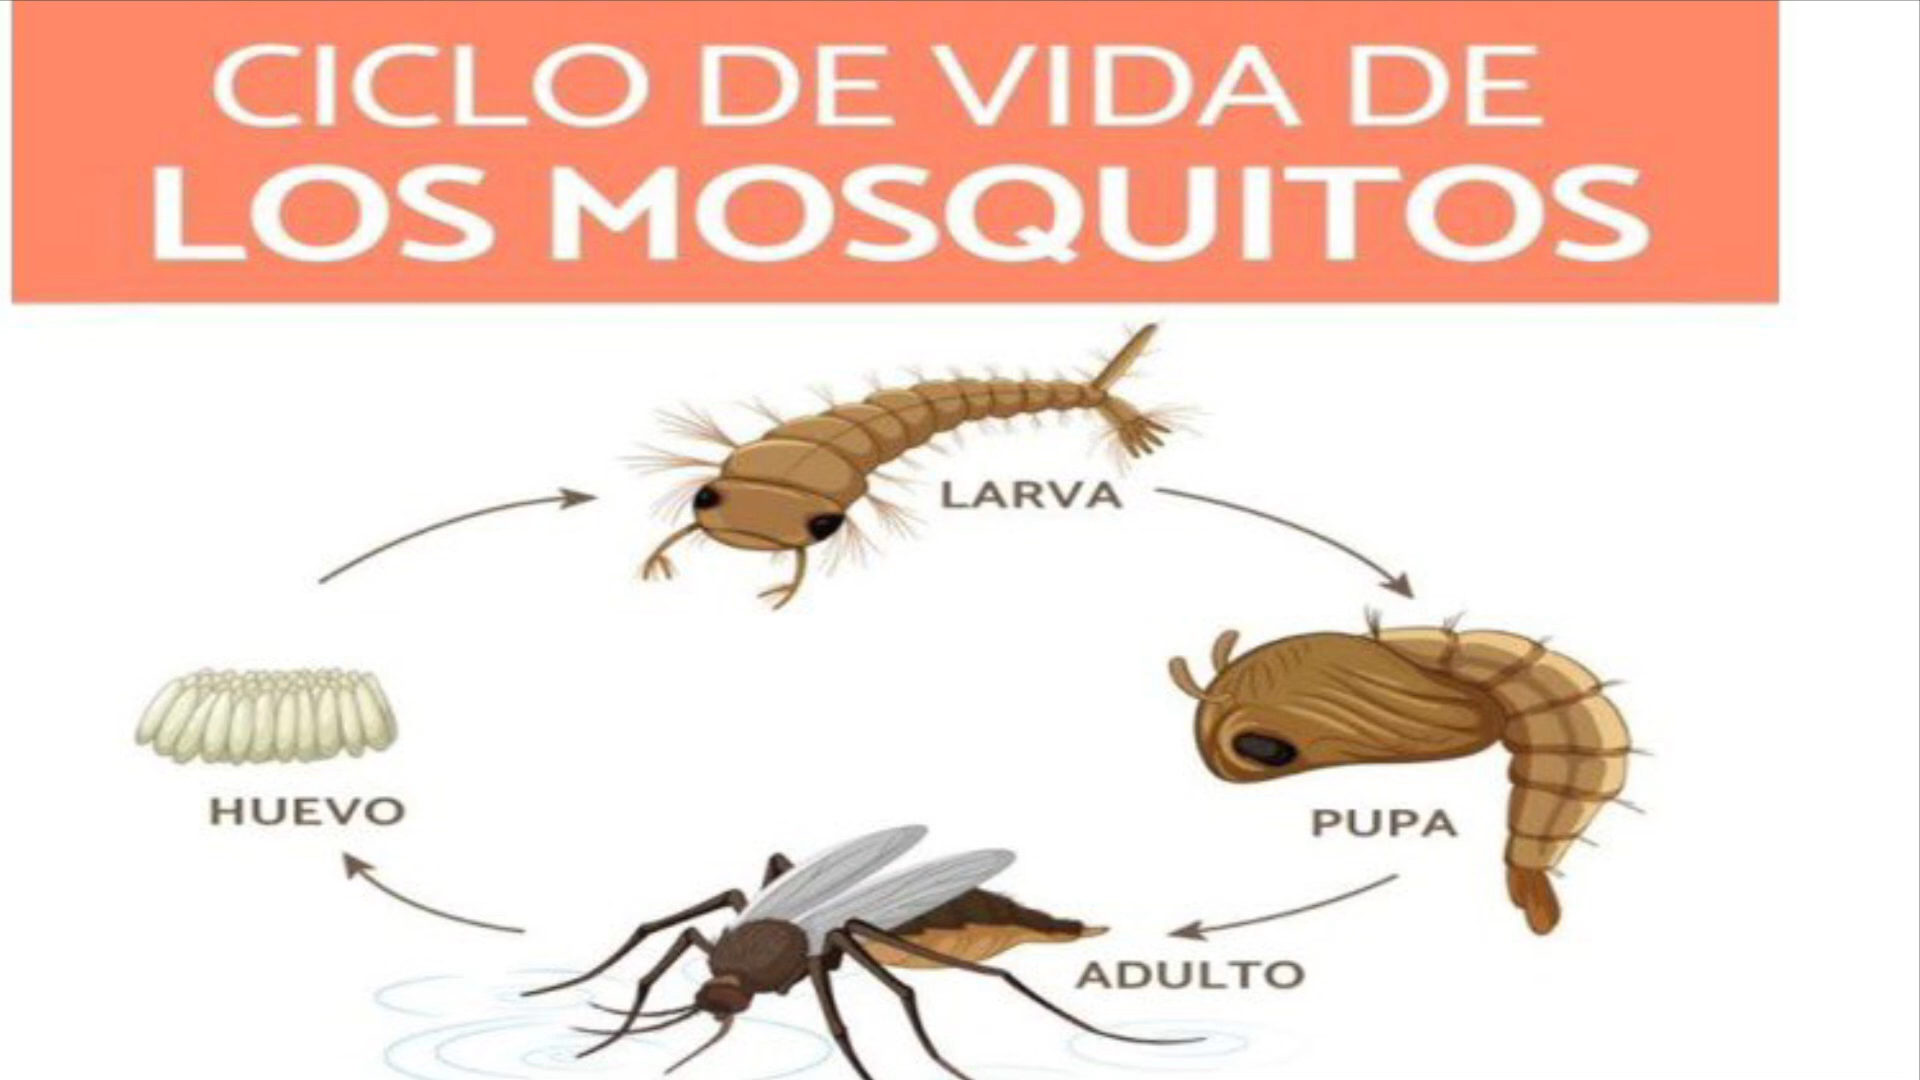 CICLO DE VIDA DE
LOS MOSQUITOS
LARVA
HUEVO
PUPA
ADULTO